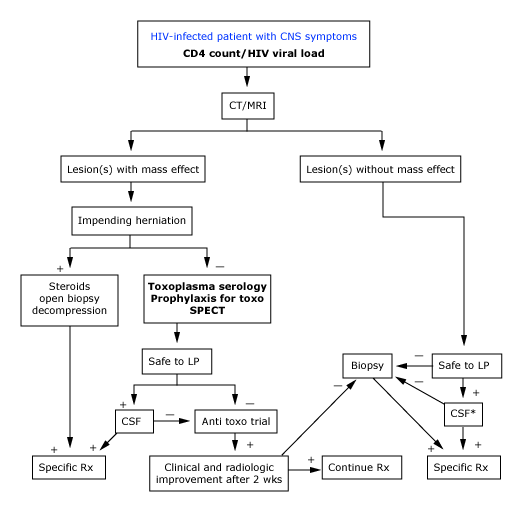 HIV-infected patient with CNS symptoms
CD4 count/HIV viral load
CT/MRI
Lesion(s) with mass effect
Lesion(s) without mass effect
Impending herniation
+
—
Steroids
open biopsy
decompression
Toxoplasma serology
Prophylaxis for toxo
SPECT
Safe to LP
Biopsy
—
Safe to LP
+
—
—
—
+
CSF
—
Anti toxo trial
CSF*
+
+
+
+
+
+
Specific Rx
Clinical and radiologic
improvement after 2 wks
+
Continue Rx
Specific Rx